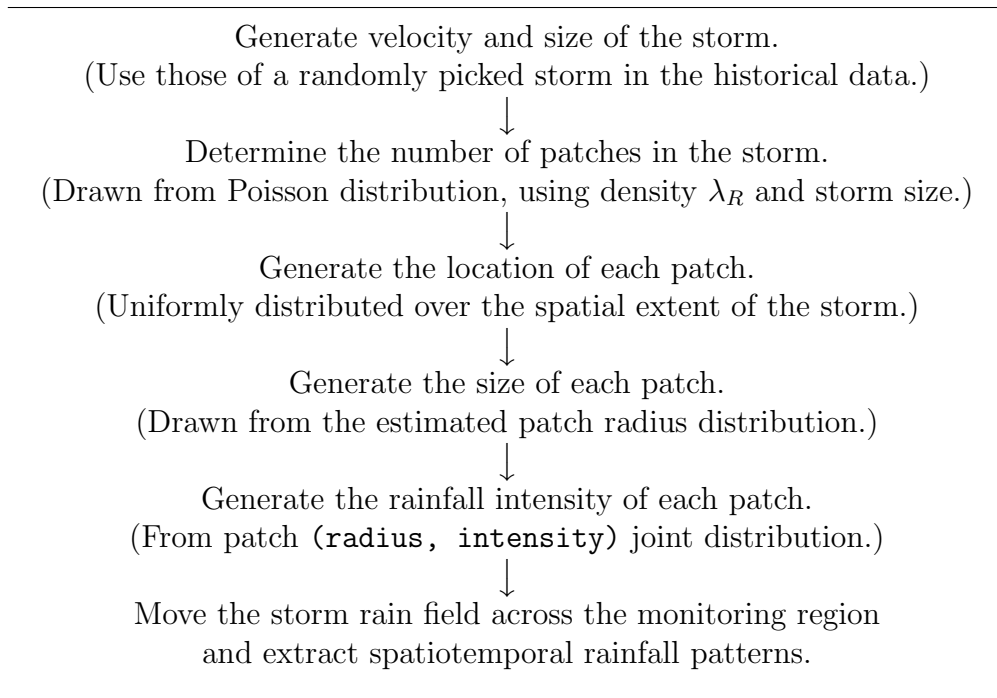 Generate velocity and size of the storm.
(Use those of a randomly picked storm in the historical data.)
Determine the number of patches in the storm.
(Drawn from Poisson distribution, using density λ_R and storm size.)
Generate the location of each patch.
(Uniformly distributed over the spatial extent of the storm.)
Generate the size of each patch.
(Drawn from the estimated patch radius distribution.)
Generate the rainfall intensity of each patch.
(From patch (radius, intensity) joint distribution.)
Move the storm rain field across the monitoring region
and extract spatiotemporal rainfall patterns.